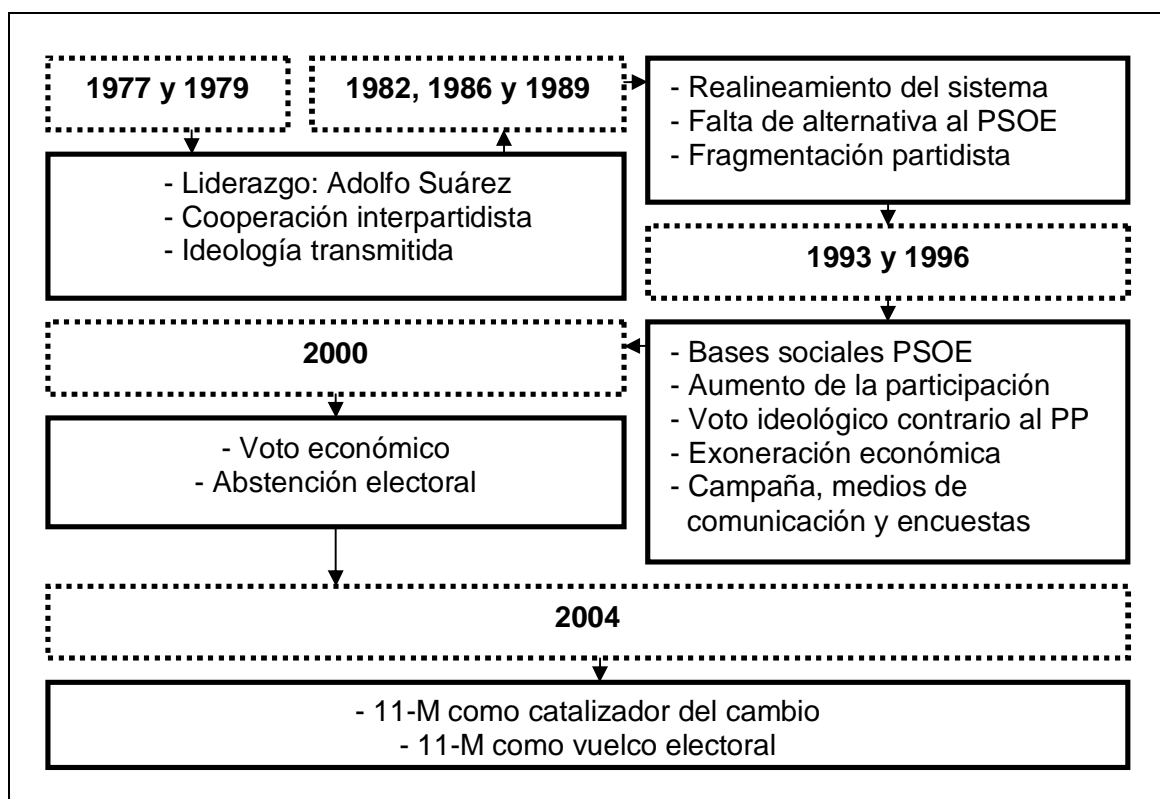 1977 y 1979
- Liderazgo: Adolfo Suárez
- Cooperación interpartidista
- Ideología transmitida
1982, 1986 y 1989
- Realineamiento del sistema
- Falta de alternativa al PSOE
- Fragmentación partidista
1993 y 1996
- Bases sociales PSOE
- Aumento de la participación
- Voto ideológico contrario al PP
- Exoneración económica
- Campaña, medios de
comunicación y encuestas
2000
- Voto económico
- Abstención electoral
2004
- 11-M como catalizador del cambio
- 11-M como vuelco electoral